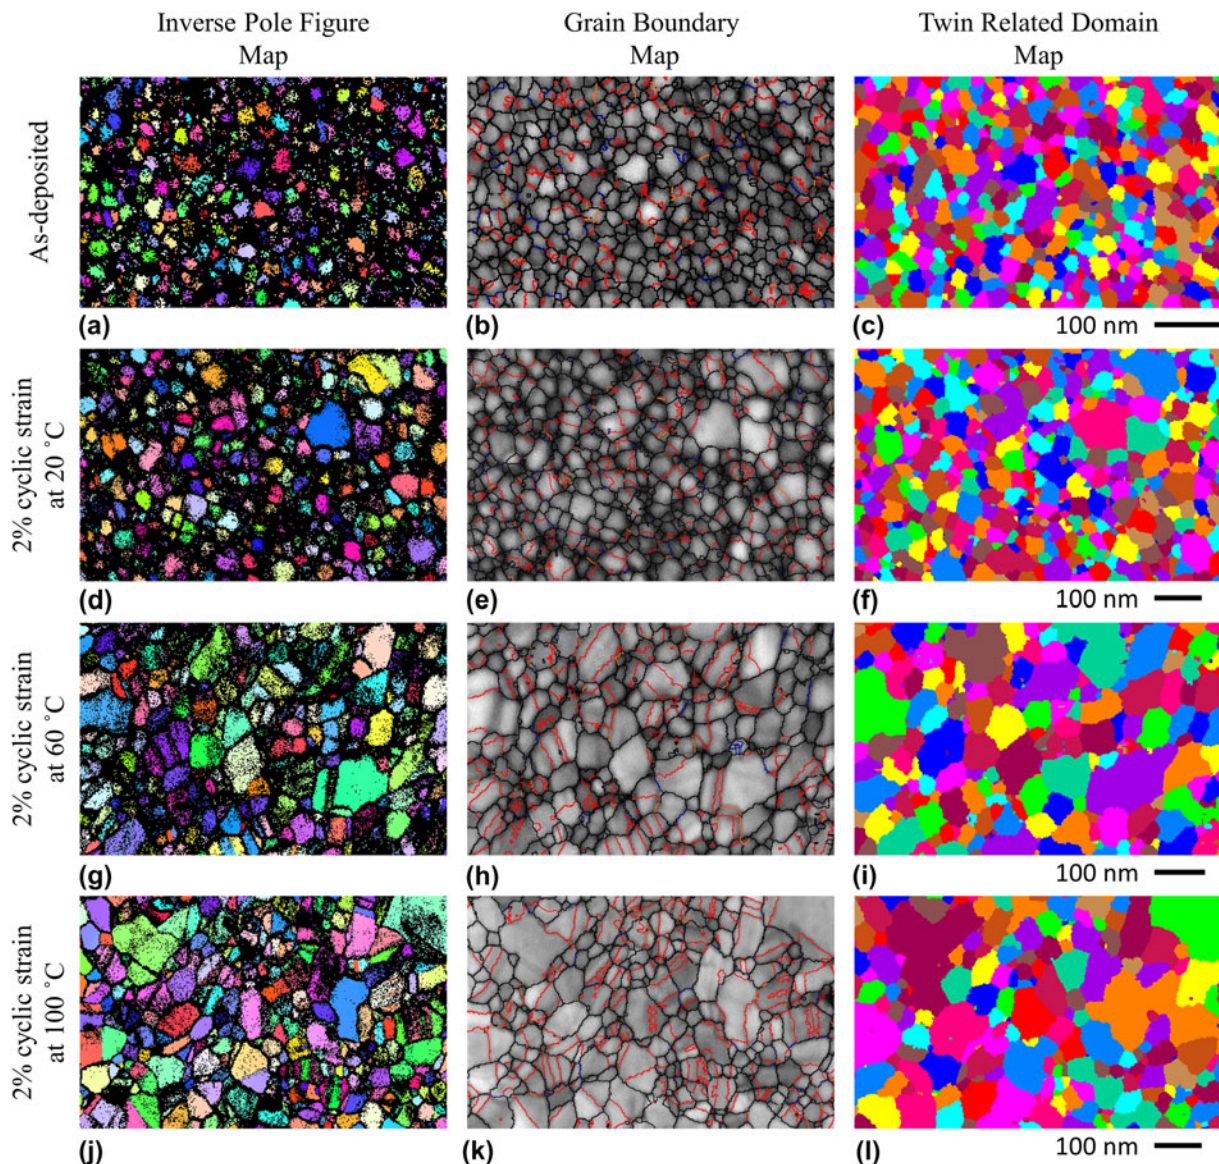 Inverse Pole Figure
Map
Grain Boundary
Map
Twin Related Domain
Map
As-deposited
(a)
(b)
(c)
100 nm
2% cyclic strain
at 20 ˚C
(d)
(e)
(f)
100 nm
2% cyclic strain
at 60 ˚C
(g)
(h)
(i)
100 nm
2% cyclic strain
at 100 ˚C
(j)
(k)
(l)
100 nm